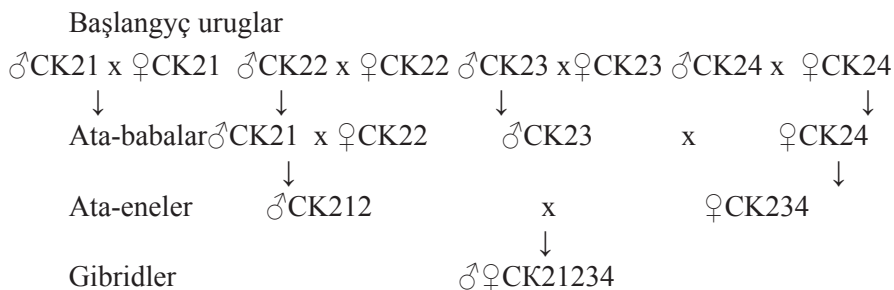 Başlangyç uruglar
♂CK21 x ♀CK21 ♂CK22 x ♀CK22 ♂CK23 x♀CK23 ♂CK24 x ♀CK24
↓ ↓ ↓ ↓
Ata-babalar♂CK21 x ♀CK22 ♂CK23 x ♀CK24
↓ ↓
Ata-eneler ♂CK212 x ♀CK234
↓
Gibridler ♂♀CK21234